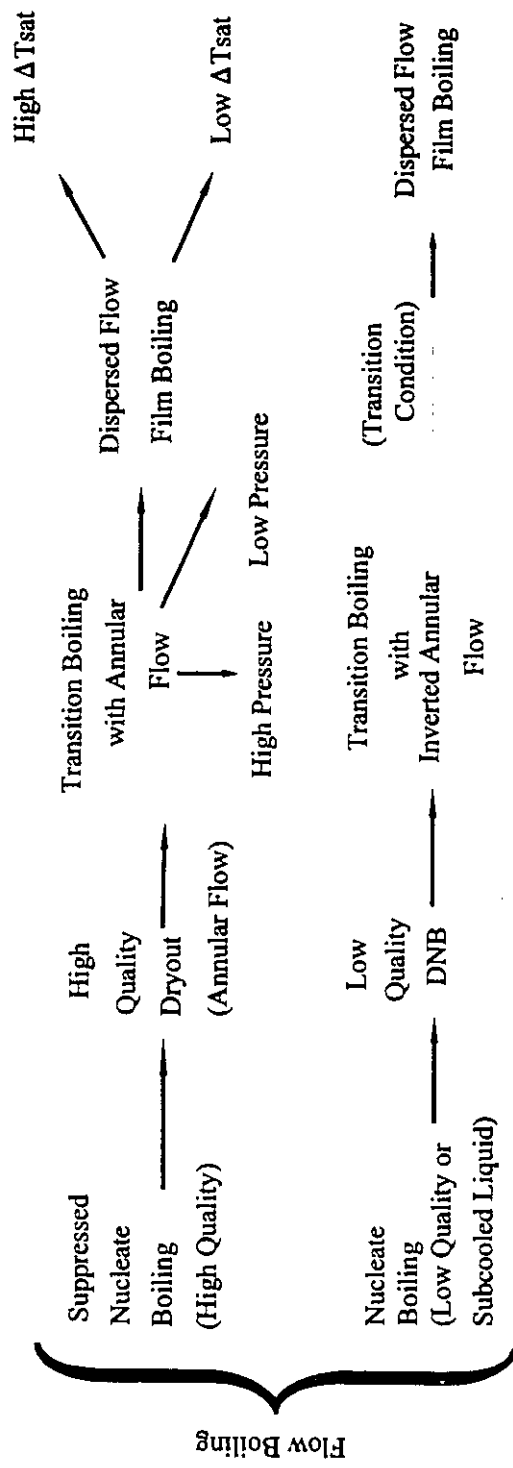 Flow Boiling
Suppressed
Nucleate
Boiling
(High Quality)
High
Quality
Dryout
(Annular Flow)
Transition Boiling
with Annular
Flow
High Pressure
Low Pressure
Dispersed Flow
Film Boiling
High Δ Tsat
Low Δ Tsat
Nucleate
Boiling
(Low Quality or
Subcooled Liquid)
Low
Quality
DNB
Transition Boiling
with
Inverted Annular
Flow
(Transition
Condition)
Dispersed Flow
Film Boiling